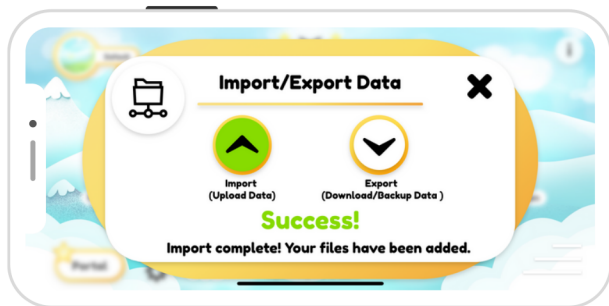 Import/Export Data
Import
(Upload Data)
Export
(Download/Backup Data )
Success!
Import complete! Your files have been added.
Portal